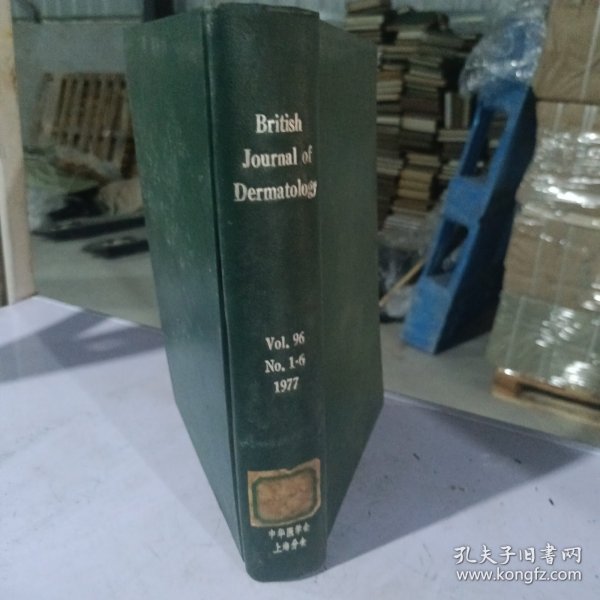 British
Journal of
Dermatology
Vol. 96
No. 1-6
1977
中华医学会
上海分会
孔夫子旧书网
www.kongfz.com